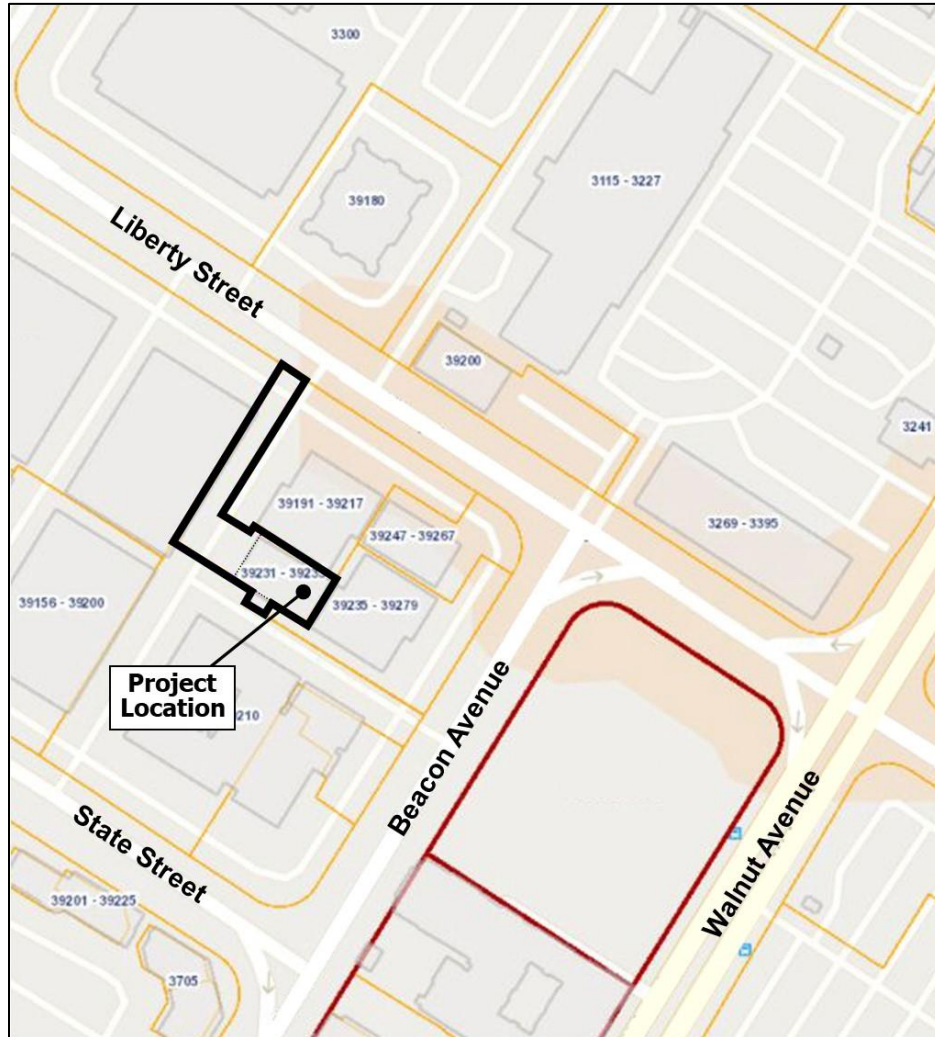 3300
39180
3115 - 3227
Liberty Street
39200
3241
39191 - 39217
39247 - 39267
3269 - 3395
39156 - 39200
39235 - 39279
Project
Location
Beacon Avenue
State Street
Walnut Avenue
39201 - 39225
3705